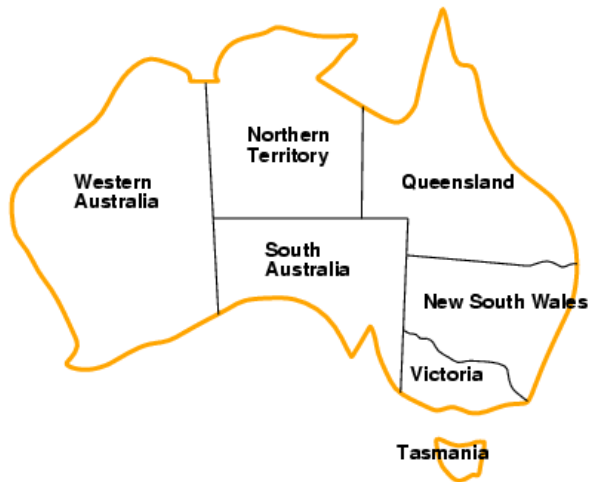 Northern
Territory
Western
Australia
Queensland
South
Australia
New South Wales
Victoria
Tasmania